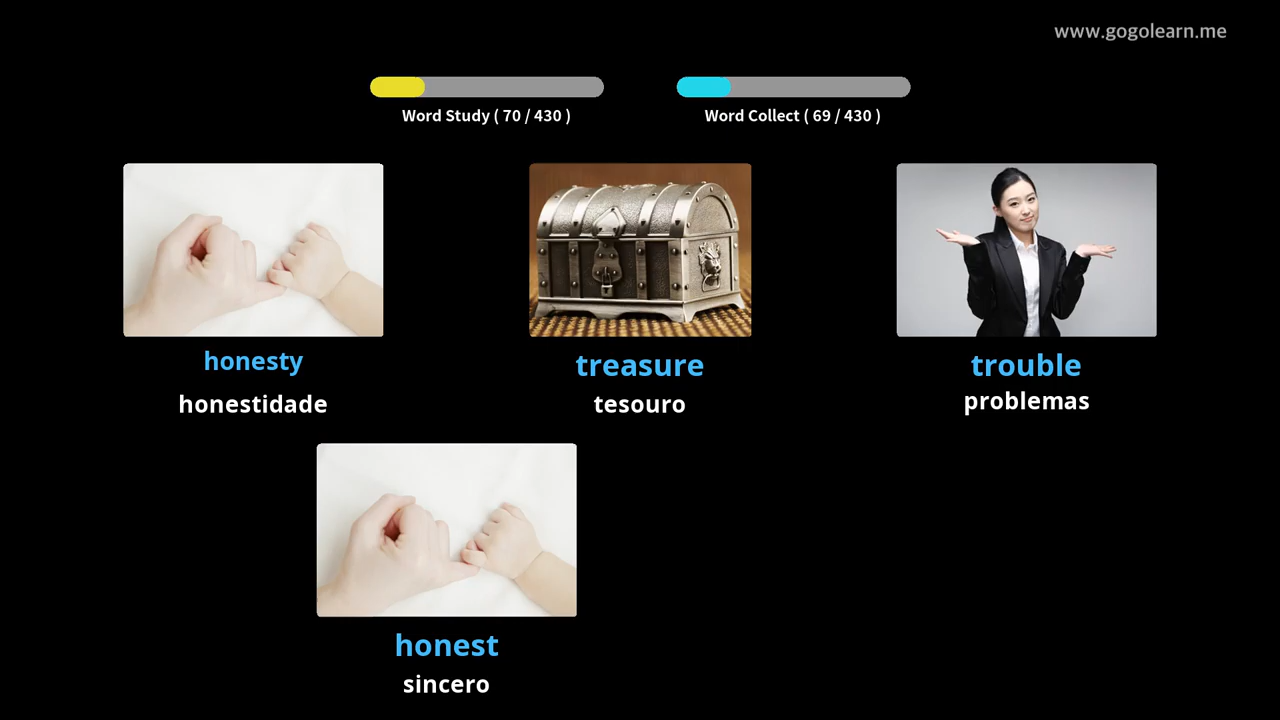 www.gogolearn.me
Word Study ( 70 / 430 )
Word Collect ( 69 / 430 )
honesty
honestidade
treasure
tesouro
trouble
problemas
honest
sincero